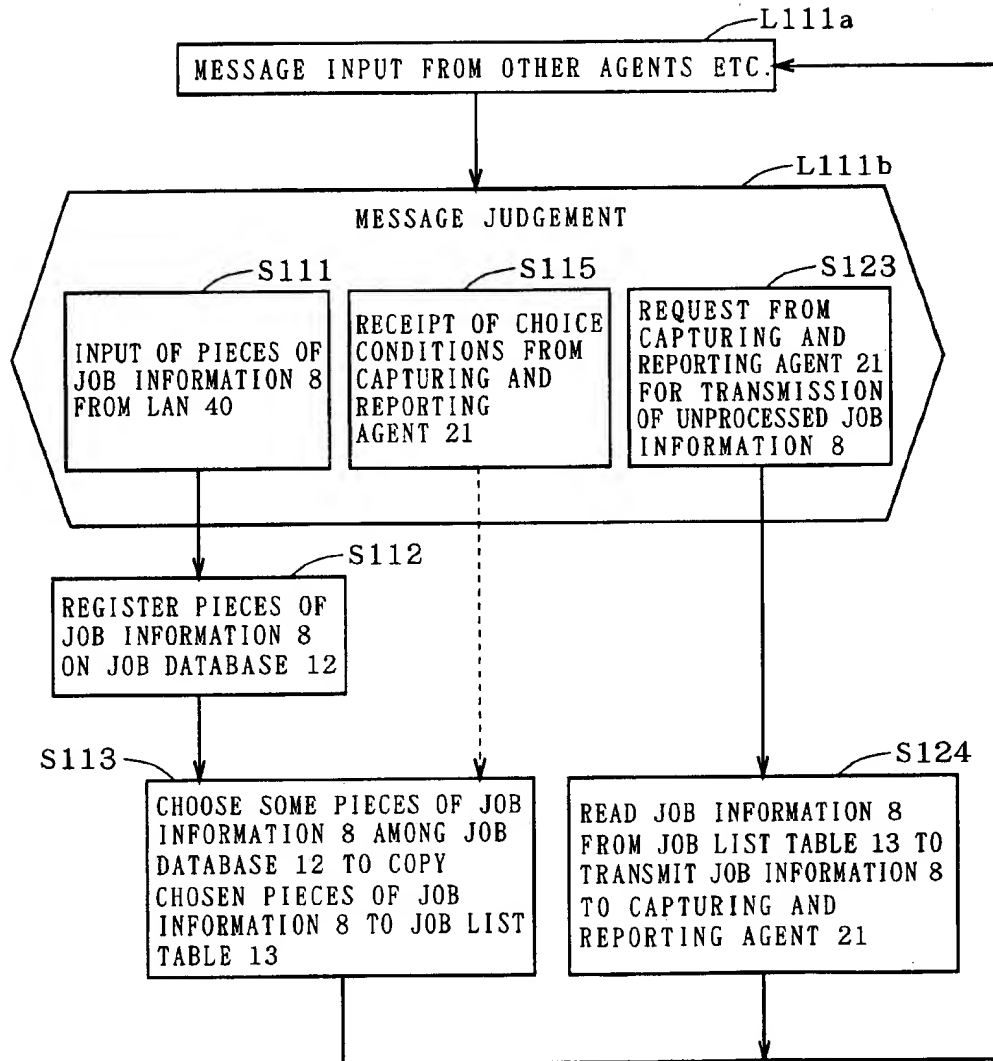 L111a
MESSAGE INPUT FROM OTHER AGENTS ETC.
L111b
MESSAGE JUDGEMENT
S111
INPUT OF PIECES OF
JOB INFORMATION 8
FROM LAN 40
S115
RECEIPT OF CHOICE
CONDITIONS FROM
CAPTURING AND
REPORTING
AGENT 21
S123
REQUEST FROM
CAPTURING AND
REPORTING AGENT 21
FOR TRANSMISSION
OF UNPROCESSED JOB
INFORMATION 8
S112
REGISTER PIECES OF
JOB INFORMATION 8
ON JOB DATABASE 12
S113
CHOOSE SOME PIECES OF JOB
INFORMATION 8 AMONG JOB
DATABASE 12 TO COPY
CHOSEN PIECES OF JOB
INFORMATION 8 TO JOB LIST
TABLE 13
S124
READ JOB INFORMATION 8
FROM JOB LIST TABLE 13 TO
TRANSMIT JOB INFORMATION 8
TO CAPTURING AND
REPORTING AGENT 21